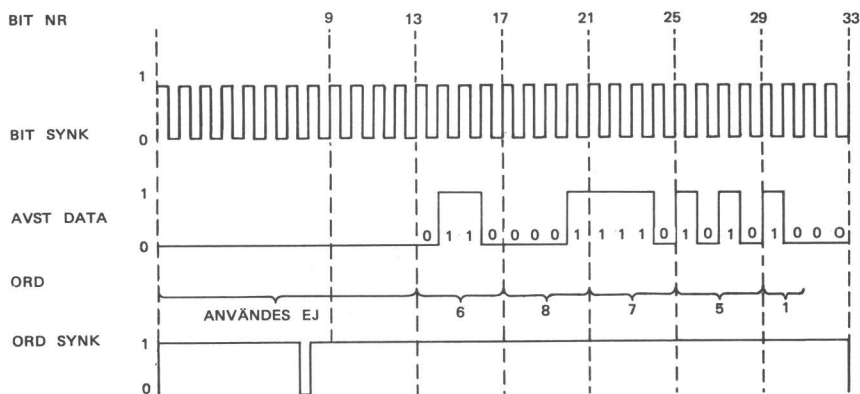 BIT NR 9 13 17 21 25 29 33
1
BIT SYNK 0
1
AVST DATA
0 1 1 0 0 0 0 1 1 1 1 0 1 0 1 0 1 0 0 0
0
ORD
ANVÄNDES EJ 6 8 7 5 1
ORD SYNK 1
0